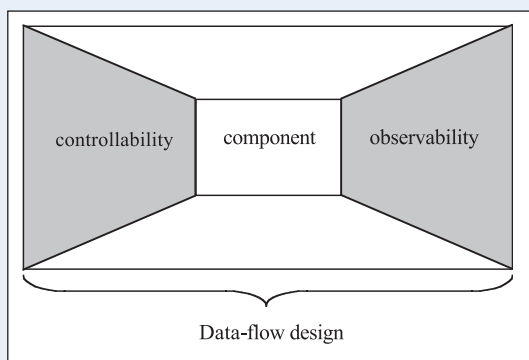 controllability
component
observability
Data-flow design